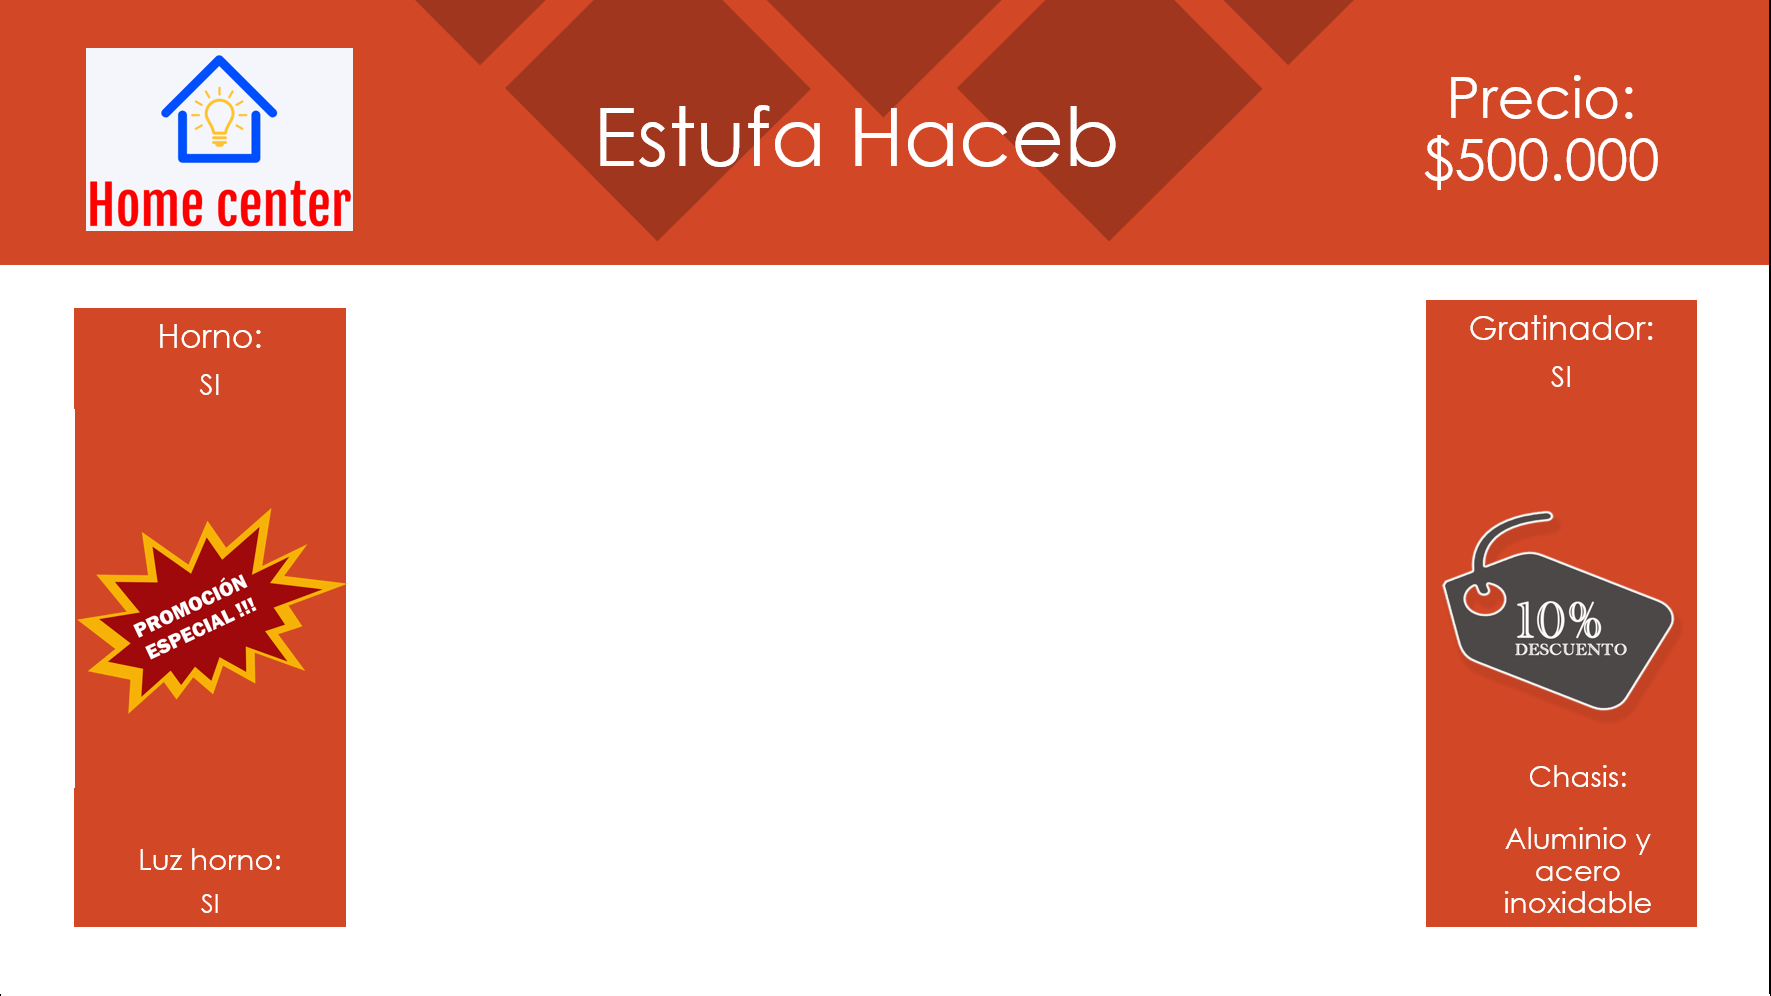 Home center
Estufa Haceb
Precio:
$500.000
Horno:
SI
PROMOCIÓN
ESPECIAL !!!
Luz horno:
SI
Gratinador:
SI
10%
DESCUENTO
Chasis:
Aluminio y
acero
inoxidable